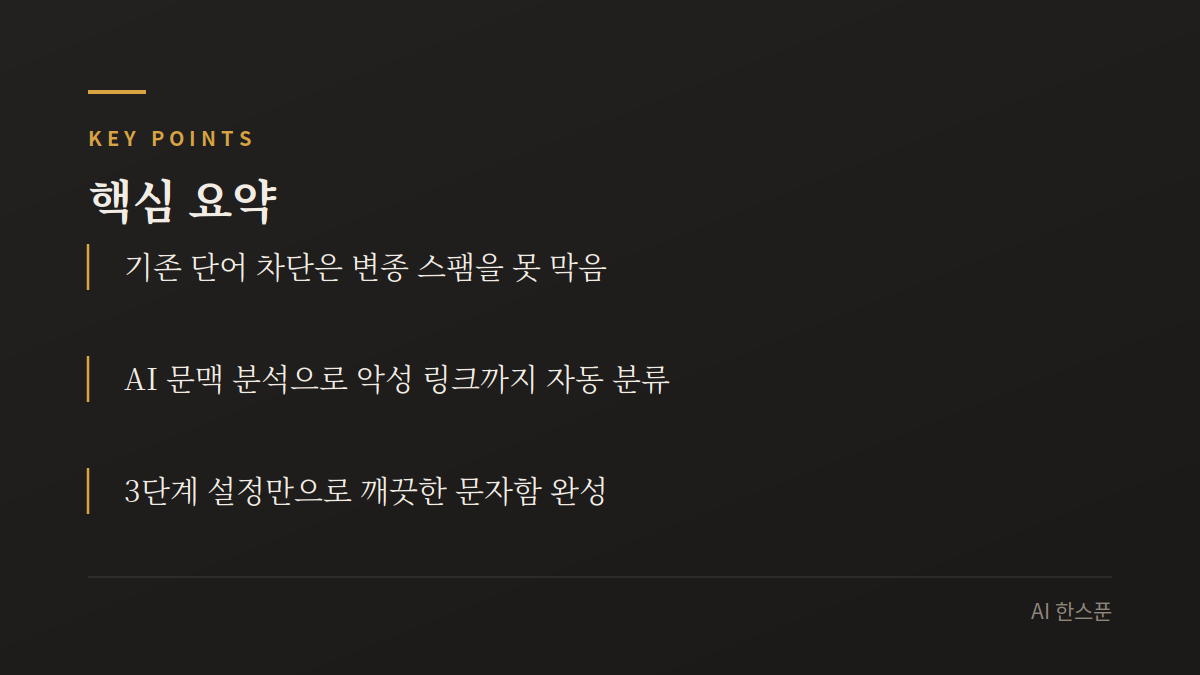 KEY POINTS
핵심 요약
기존 단어 차단은 변종 스팸을 못 막음
AI 문맥 분석으로 악성 링크까지 자동 분류
3단계 설정만으로 깨끗한 문자함 완성
AI 한스푼